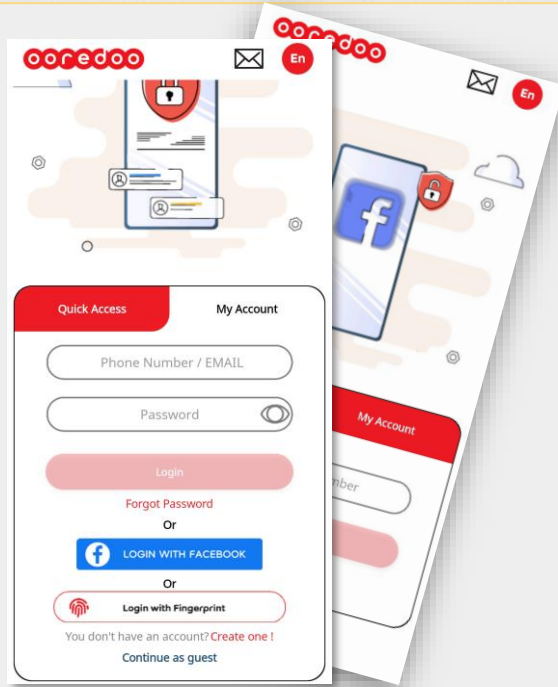 ooredoo
En
Quick Access
My Account
Phone Number / EMAIL
Password
Login
Forgot Password
Or
LOGIN WITH FACEBOOK
Or
Login with Fingerprint
You don't have an account? Create one !
Continue as guest
ooredoo
En
My Account
mber